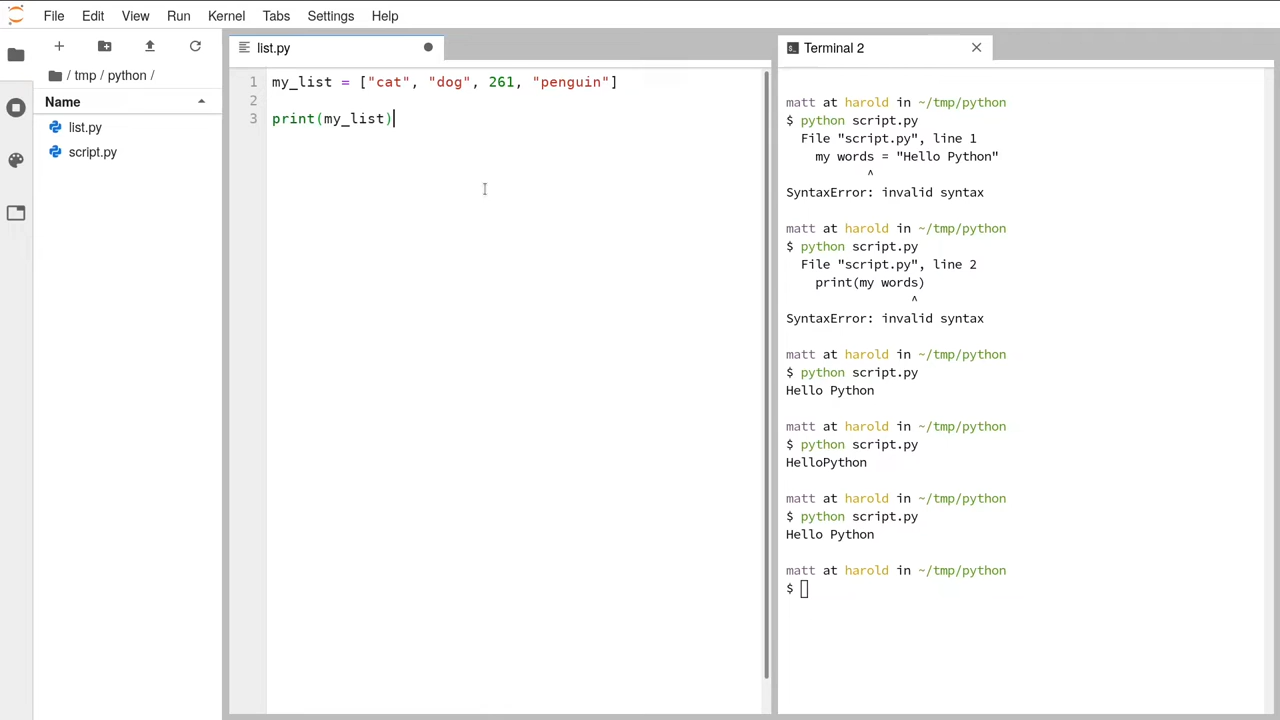 File Edit View Run Kernel Tabs Settings Help
/ tmp / python /
Name
list.py
script.py
list.py
1 my_list = ["cat", "dog", 261, "penguin"]
2
3 print(my_list)
Terminal 2
matt at harold in ~/tmp/python
$ python script.py
File "script.py", line 1
my words = "Hello Python"
^
SyntaxError: invalid syntax
matt at harold in ~/tmp/python
$ python script.py
File "script.py", line 2
print(my words)
^
SyntaxError: invalid syntax
matt at harold in ~/tmp/python
$ python script.py
Hello Python
matt at harold in ~/tmp/python
$ python script.py
HelloPython
matt at harold in ~/tmp/python
$ python script.py
Hello Python
matt at harold in ~/tmp/python
$